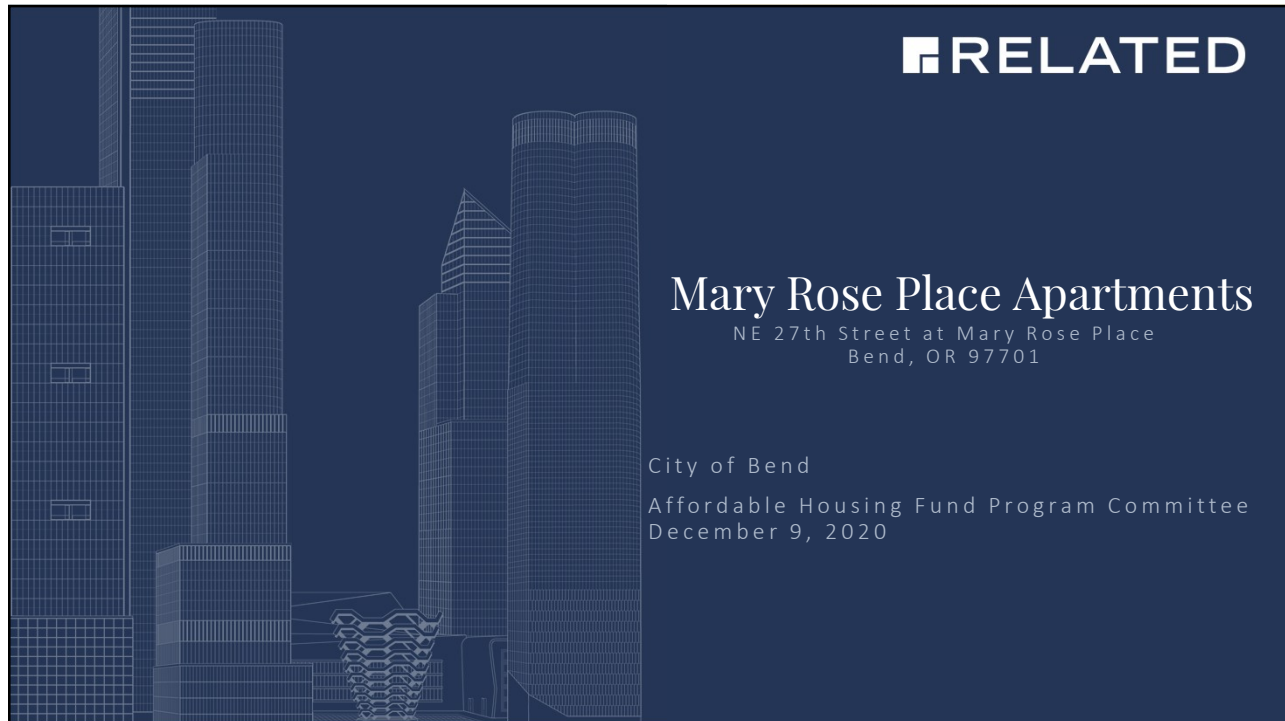 RELATED
Mary Rose Place Apartments
NE 27th Street at Mary Rose Place
Bend, OR 97701
City of Bend
Affordable Housing Fund Program Committee
December 9, 2020